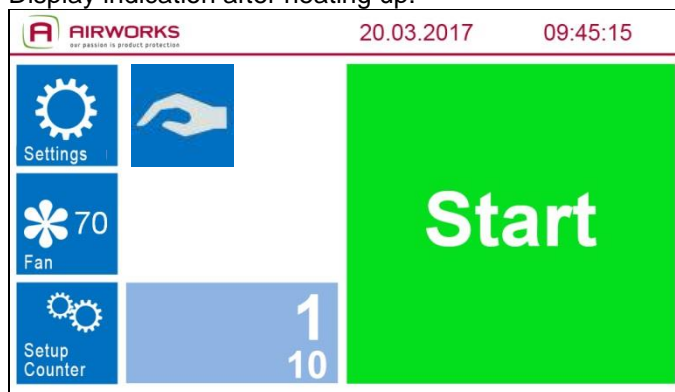 Display indication after heating up:
AIRWORKS
our passion is product protection
20.03.2017
09:45:15
Settings
70
Fan
Start
1
Setup
Counter
10